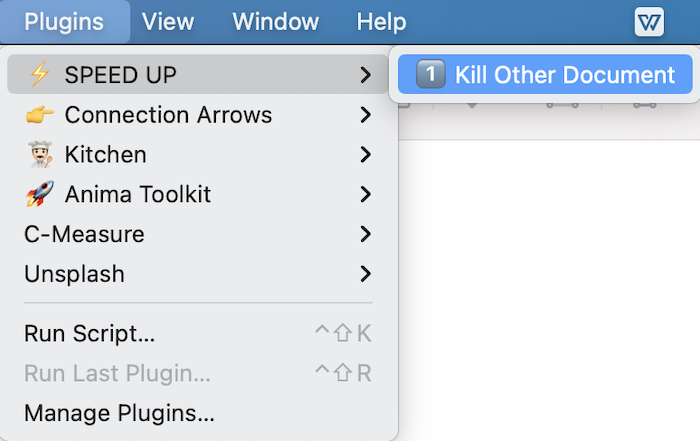 Plugins View Window Help
⚡ SPEED UP
1 Kill Other Document
👉 Connection Arrows
👨🏻‍🍳 Kitchen
🚀 Anima Toolkit
C-Measure
Unsplash
Run Script... ^⇧K
Run Last Plugin... ^⇧R
Manage Plugins...